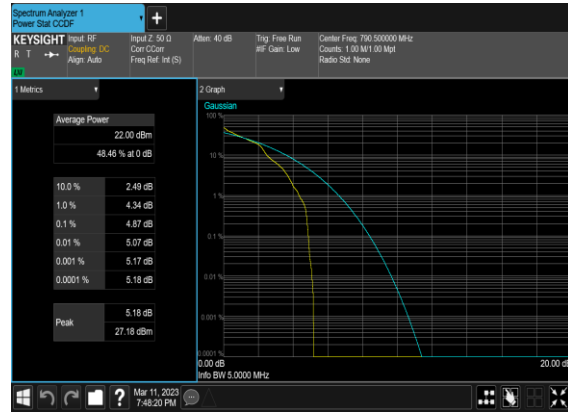 Spectrum Analyzer 1
Power Stat CCDF
KEYSIGHT
R T
LXI
Input: RF
Coupling: DC
Align: Auto
Input Z: 50 Ω
Corr CCorr
Freq Ref: Int (S)
Atten: 40 dB
Trig: Free Run
#IF Gain: Low
Center Freq: 790.500000 MHz
Counts: 1.00 M/1.00 Mpt
Radio Std: None
1 Metrics
Average Power
22.00 dBm
48.46 % at 0 dB
10.0 % 2.49 dB
1.0 % 4.34 dB
0.1 % 4.87 dB
0.01 % 5.07 dB
0.001 % 5.17 dB
0.0001 % 5.18 dB
Peak 5.18 dB
27.18 dBm
2 Graph
Gaussian
100 %
10 %
1 %
0.1 %
0.01 %
0.001 %
0.0001 %
0.00 dB 20.00 dB
Info BW 5.0000 MHz
?
Mar 11, 2023
7:48:20 PM